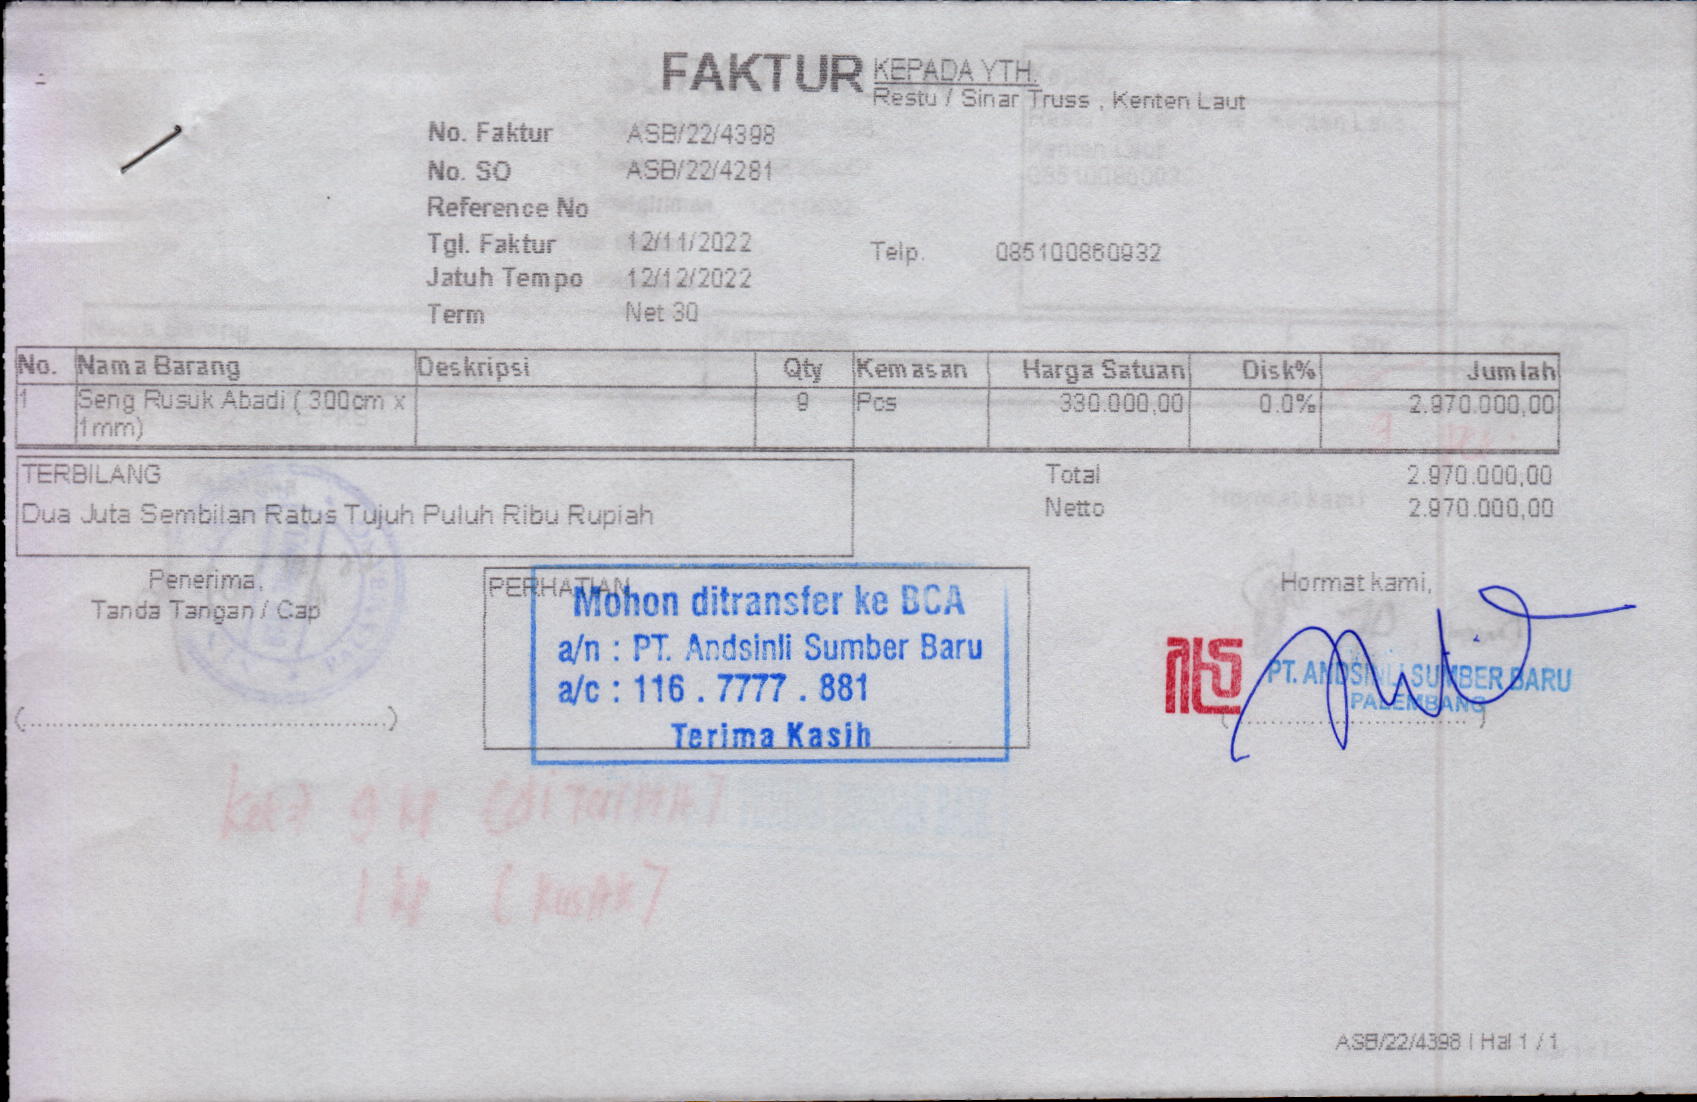 FAKTUR
KEPADA YTH.
Restu / Sinar Truss , Kenten Laut
No. Faktur ASB/22/4398
No. SO ASB/22/4281
Reference No
Tgl. Faktur 12/11/2022
Telp. 085100860932
Jatuh Tempo 12/12/2022
Term Net 30
No. Nama Barang Deskripsi Qty Kemasan Harga Satuan Disk% Jumlah
1 Seng Rusuk Abadi ( 300cm x 9 Pcs 330.000,00 0.0% 2.970.000,00
1mm)
TERBILANG Total 2.970.000,00
Dua Juta Sembilan Ratus Tujuh Puluh Ribu Rupiah Netto 2.970.000,00
Penerima,
Tanda Tangan / Cap
PERHATIAN
Mohon ditransfer ke BCA
a/n : PT. Andsinli Sumber Baru
a/c : 116 . 7777 . 881
Terima Kasih
Hormat kami,
PT. ANDSINLI SUMBER BARU
PALEMBANG
9 kp
1 kp
ASB/22/4398 | Hal 1 / 1